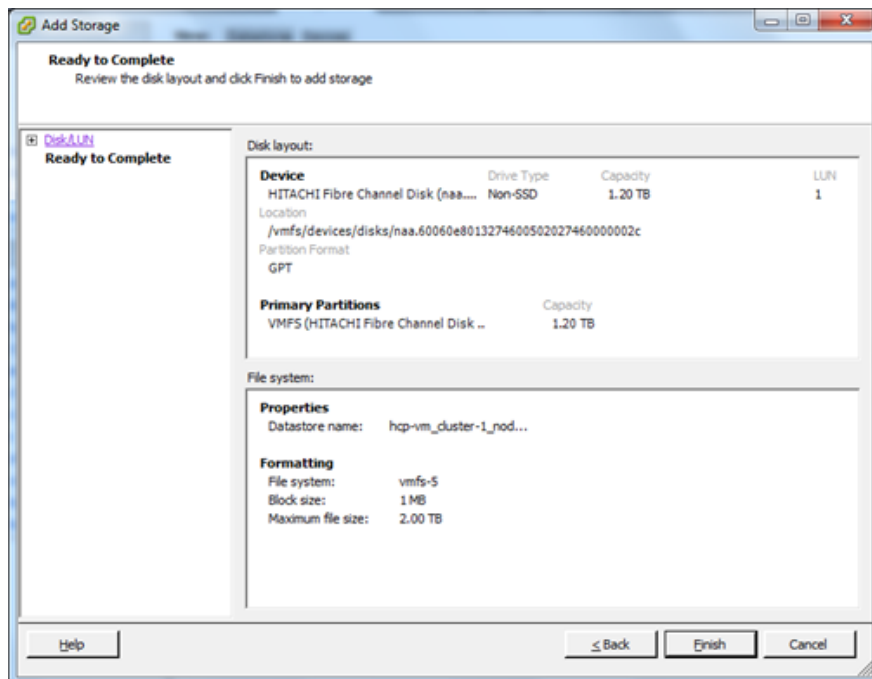 Add Storage
Ready to Complete
Review the disk layout and click Finish to add storage
Disk/LUN
Ready to Complete
Disk layout:
Device Drive Type Capacity LUN
HITACHI Fibre Channel Disk (naa.... Non-SSD 1.20 TB 1
Location
/vmfs/devices/disks/naa.60060e8013274600502027460000002c
Partition Format
GPT
Primary Partitions Capacity
VMFS (HITACHI Fibre Channel Disk .. 1.20 TB
File system:
Properties
Datastore name: hcp-vm_cluster-1_nod...
Formatting
File system: vmfs-5
Block size: 1 MB
Maximum file size: 2.00 TB
Help < Back Finish Cancel